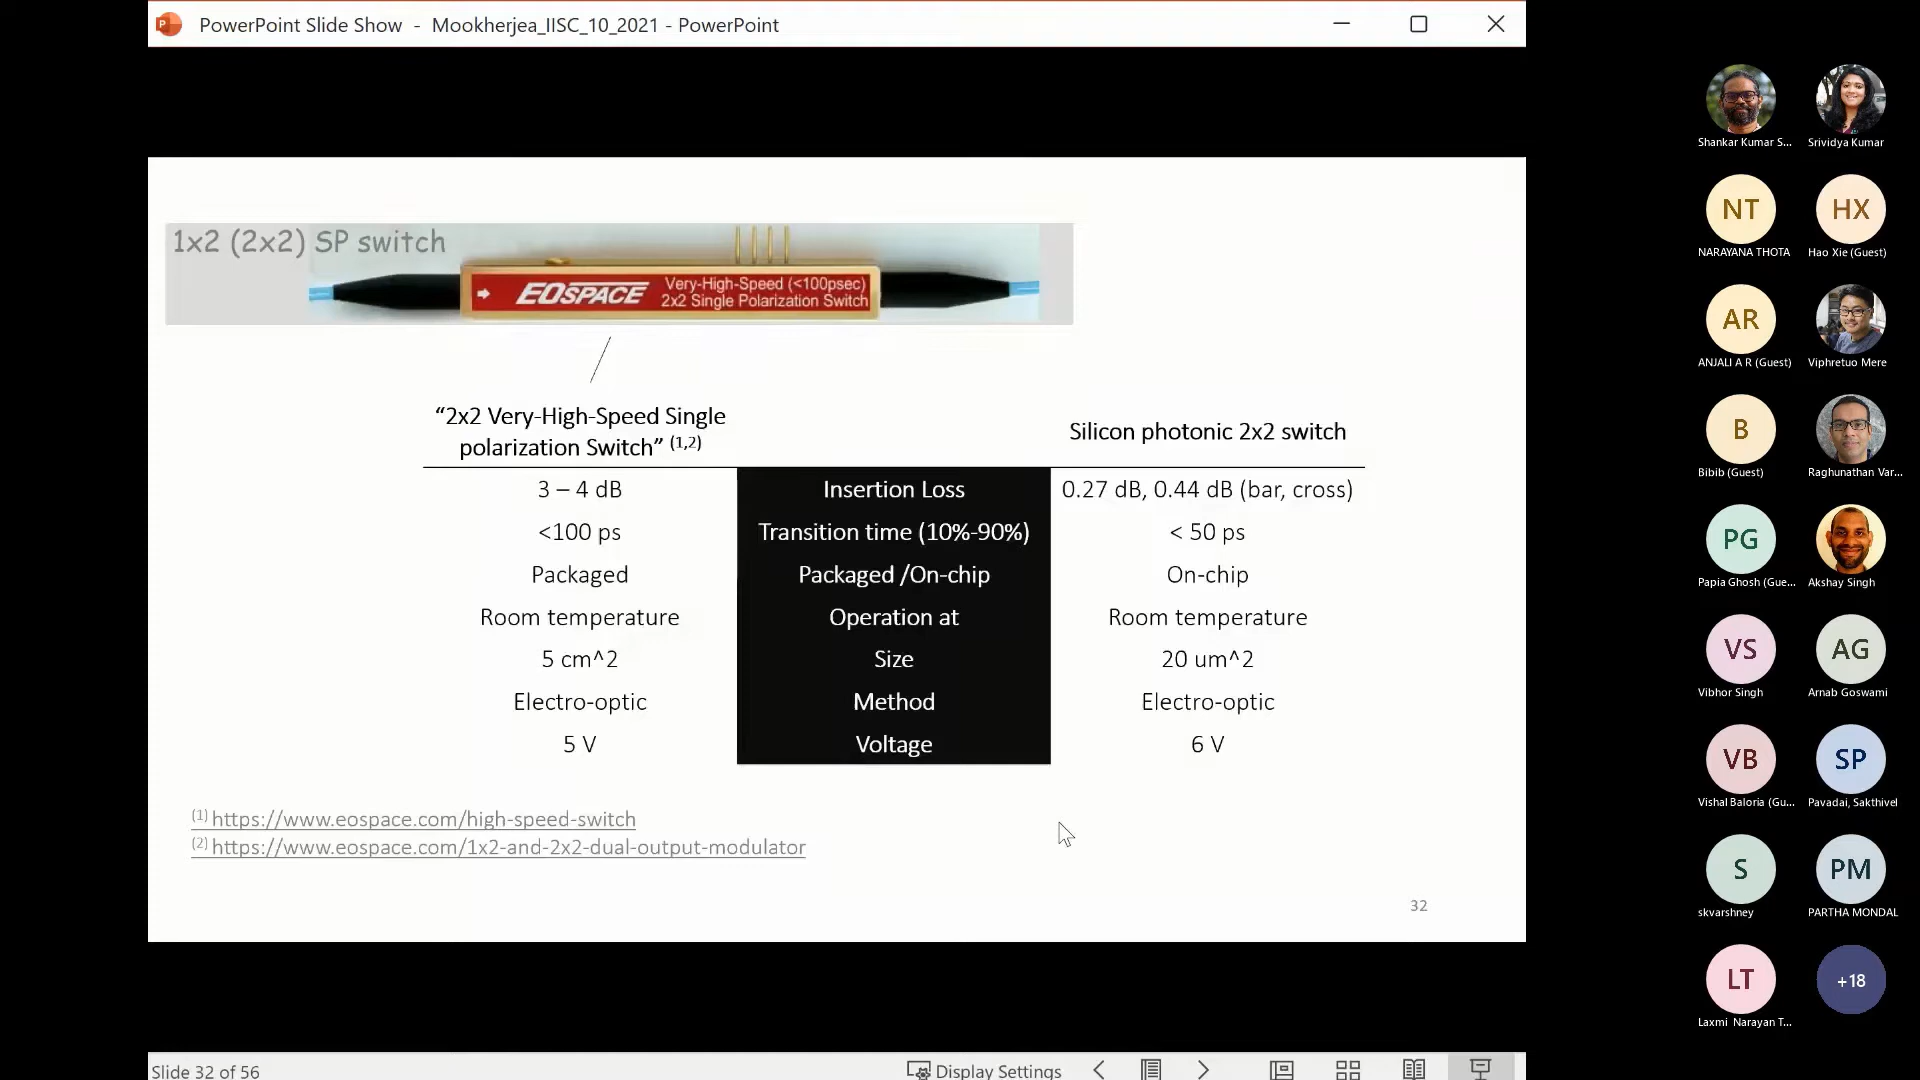 PowerPoint Slide Show - Mookherjea_IISC_10_2021 - PowerPoint
1x2 (2x2) SP switch
EOSPACE
Very-High-Speed (<100psec)
2x2 Single Polarization Switch
“2x2 Very-High-Speed Single
polarization Switch” (1,2)
Silicon photonic 2x2 switch
3 – 4 dB Insertion Loss 0.27 dB, 0.44 dB (bar, cross)
<100 ps Transition time (10%-90%) < 50 ps
Packaged Packaged /On-chip On-chip
Room temperature Operation at Room temperature
5 cm^2 Size 20 um^2
Electro-optic Method Electro-optic
5 V Voltage 6 V
(1) https://www.eospace.com/high-speed-switch
(2) https://www.eospace.com/1x2-and-2x2-dual-output-modulator
32
Slide 32 of 56
Display Settings
Shankar Kumar S...
Srividya Kumar
NT
NARAYANA THOTA
HX
Hao Xie (Guest)
AR
ANJALI A R (Guest)
Viphretuo Mere
B
Bibib (Guest)
Raghunathan Var...
PG
Papia Ghosh (Gue...
Akshay Singh
VS
Vibhor Singh
AG
Arnab Goswami
VB
Vishal Baloria (Gu...
SP
Pavadai, Sakthivel
S
skvarshney
PM
PARTHA MONDAL
LT
Laxmi Narayan T...
+18